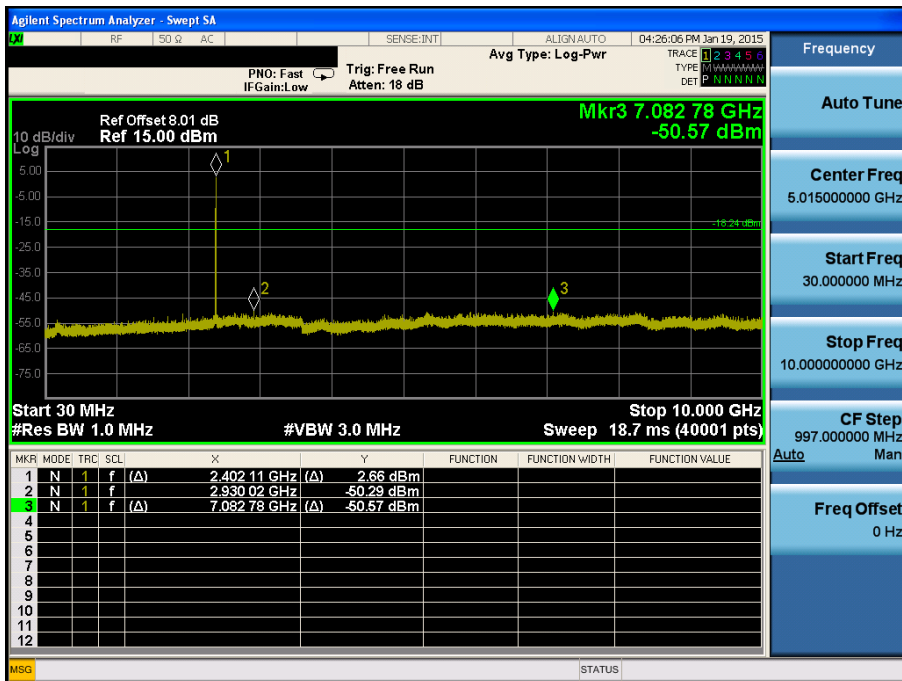 Agilent Spectrum Analyzer - Swept SA
LXI RF 50 Ω AC SENSE:INT ALIGNAUTO 04:26:06 PM Jan 19, 2015
Frequency
Avg Type: Log-Pwr TRACE 1 2 3 4 5 6
PNO: Fast Trig: Free Run TYPE MWWWWW
IFGain:Low Atten: 18 dB DET P N N N N N
Auto Tune
Mkr3 7.082 78 GHz
-50.57 dBm
Ref Offset 8.01 dB
10 dB/div Ref 15.00 dBm
Log
1
5.00
-5.00
-15.0
-18.24 dBm
-25.0
-35.0
-45.0
2
3
-55.0
-65.0
-75.0
Center Freq
5.015000000 GHz
Start Freq
30.000000 MHz
Stop Freq
10.000000000 GHz
Start 30 MHz Stop 10.000 GHz
#Res BW 1.0 MHz #VBW 3.0 MHz Sweep 18.7 ms (40001 pts)
CF Step
997.000000 MHz
Auto Man
Freq Offset
0 Hz
MKR MODE TRC SCL X Y FUNCTION FUNCTION WIDTH FUNCTION VALUE
1 N 1 f (Δ) 2.402 11 GHz (Δ) 2.66 dBm
2 N 1 f 2.930 02 GHz -50.29 dBm
3 N 1 f (Δ) 7.082 78 GHz (Δ) -50.57 dBm
4
5
6
7
8
9
10
11
12
MSG STATUS